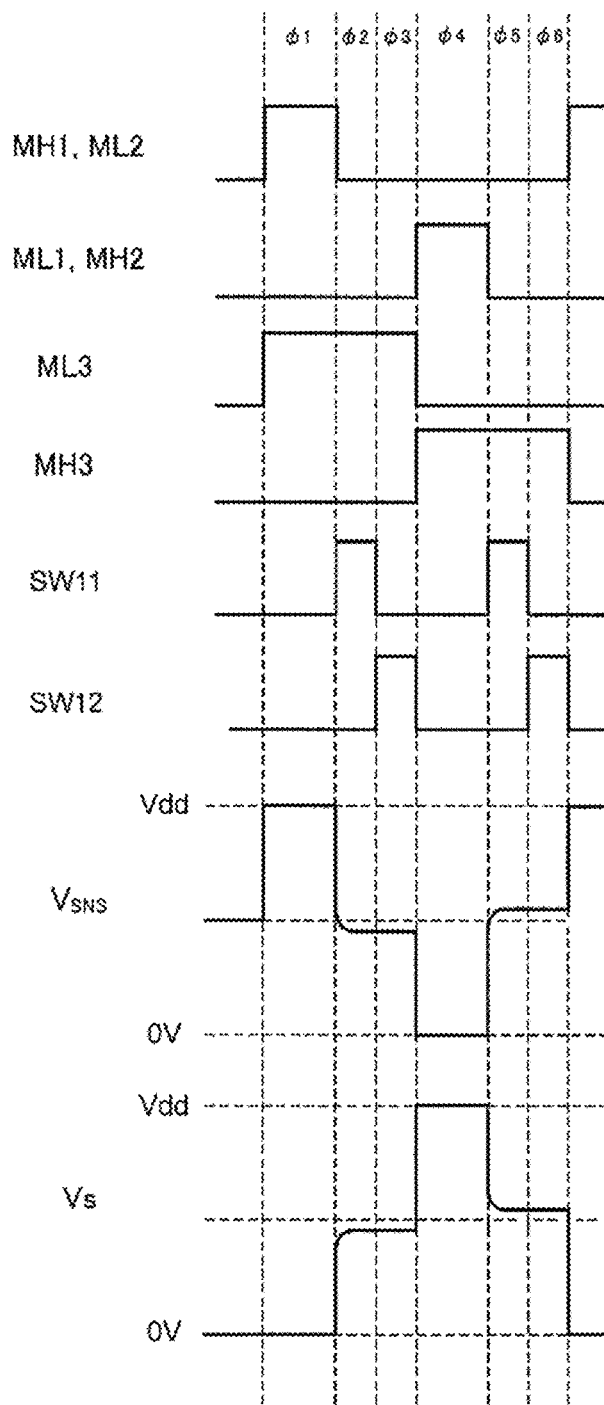 φ1 φ2 φ3 φ4 φ5 φ6
MH1, ML2
ML1, MH2
ML3
MH3
SW11
SW12
Vdd
VSNS
0V
Vdd
Vs
0V